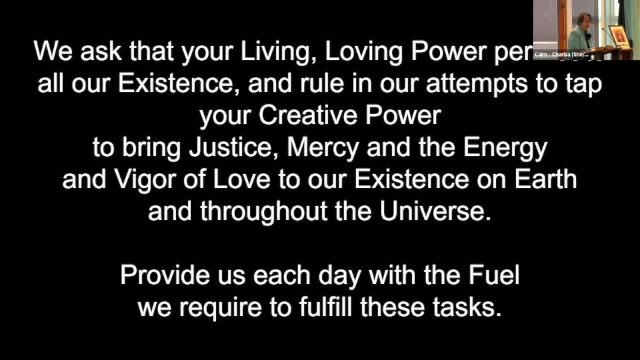 We ask that your Living, Loving Power
all our Existence, and rule in our attempts to tap
your Creative Power
to bring Justice, Mercy and the Energy
and Vigor of Love to our Existence on Earth
and throughout the Universe.
Provide us each day with the Fuel
we require to fulfill these tasks.
Cairn - Charisa